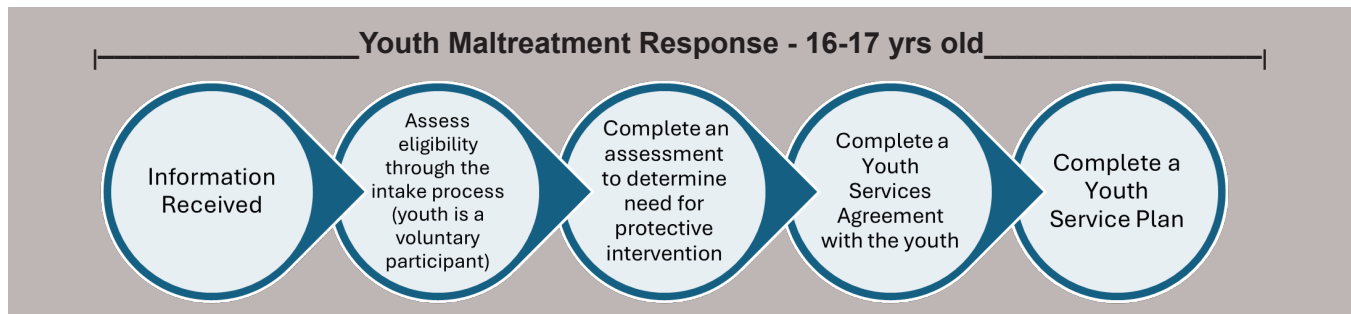 Youth Maltreatment Response - 16-17 yrs old
Information
Received
Assess
eligibility
through the
intake process
(youth is a
voluntary
participant)
Complete an
assessment
to determine
need for
protective
intervention
Complete a
Youth
Services
Agreement
with the youth
Complete a
Youth
Service Plan